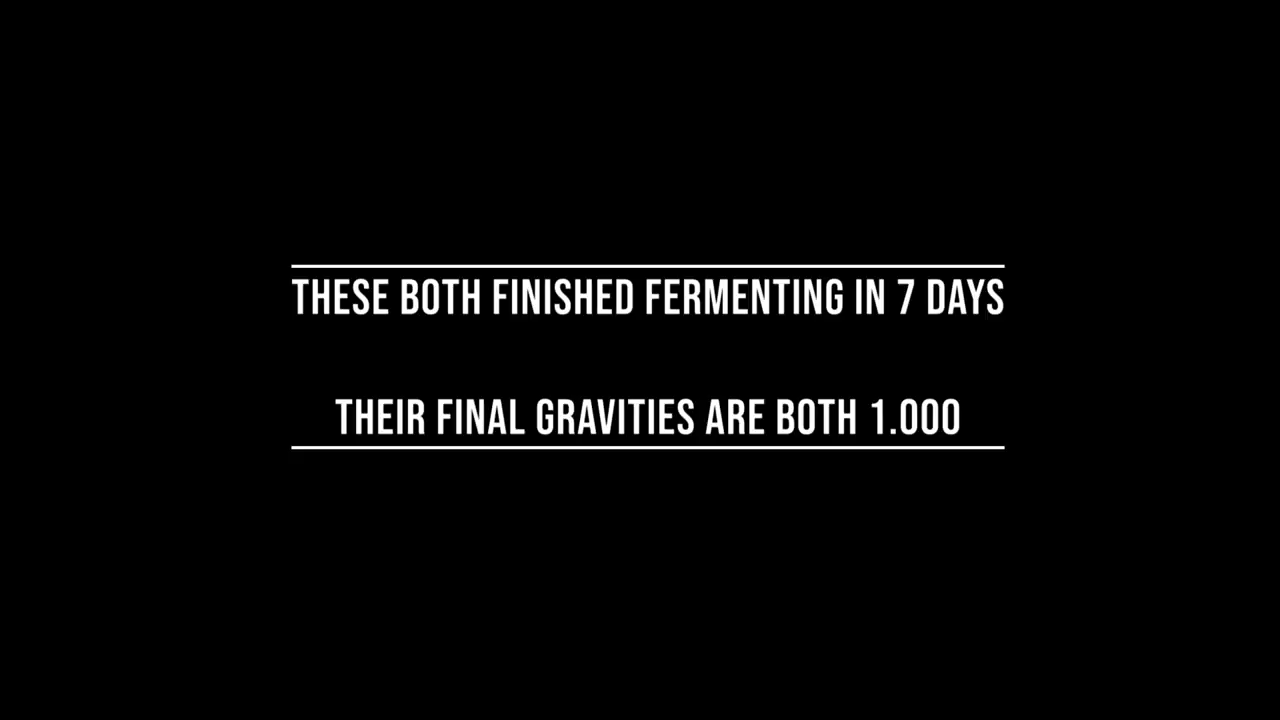 THESE BOTH FINISHED FERMENTING IN 7 DAYS
THEIR FINAL GRAVITIES ARE BOTH 1.000